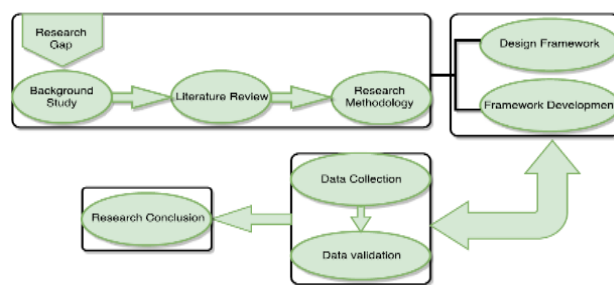 Research
Gap
Background
Study
Literature Review
Research
Methodology
Design Framework
Framework Development
Data Collection
Data validation
Research Conclusion